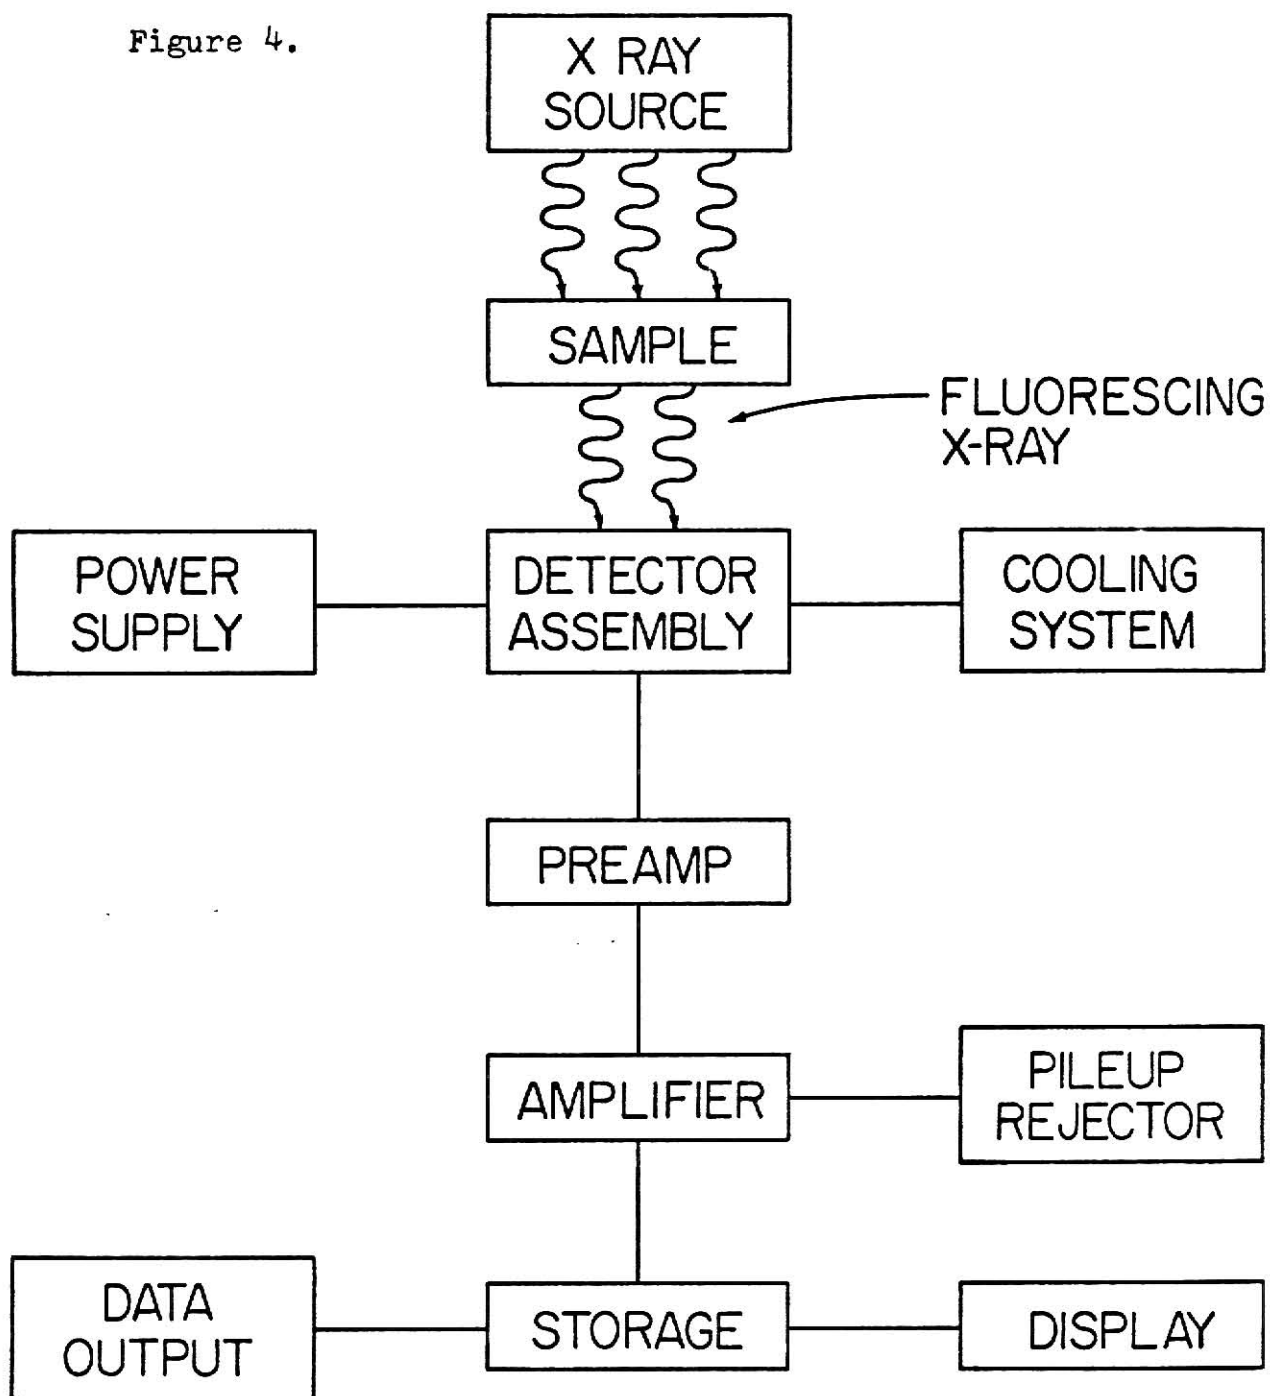 Figure 4.
X RAY
SOURCE
SAMPLE
FLUORESCING
X-RAY
POWER
SUPPLY
DETECTOR
ASSEMBLY
COOLING
SYSTEM
PREAMP
AMPLIFIER
PILEUP
REJECTOR
DATA
OUTPUT
STORAGE
DISPLAY